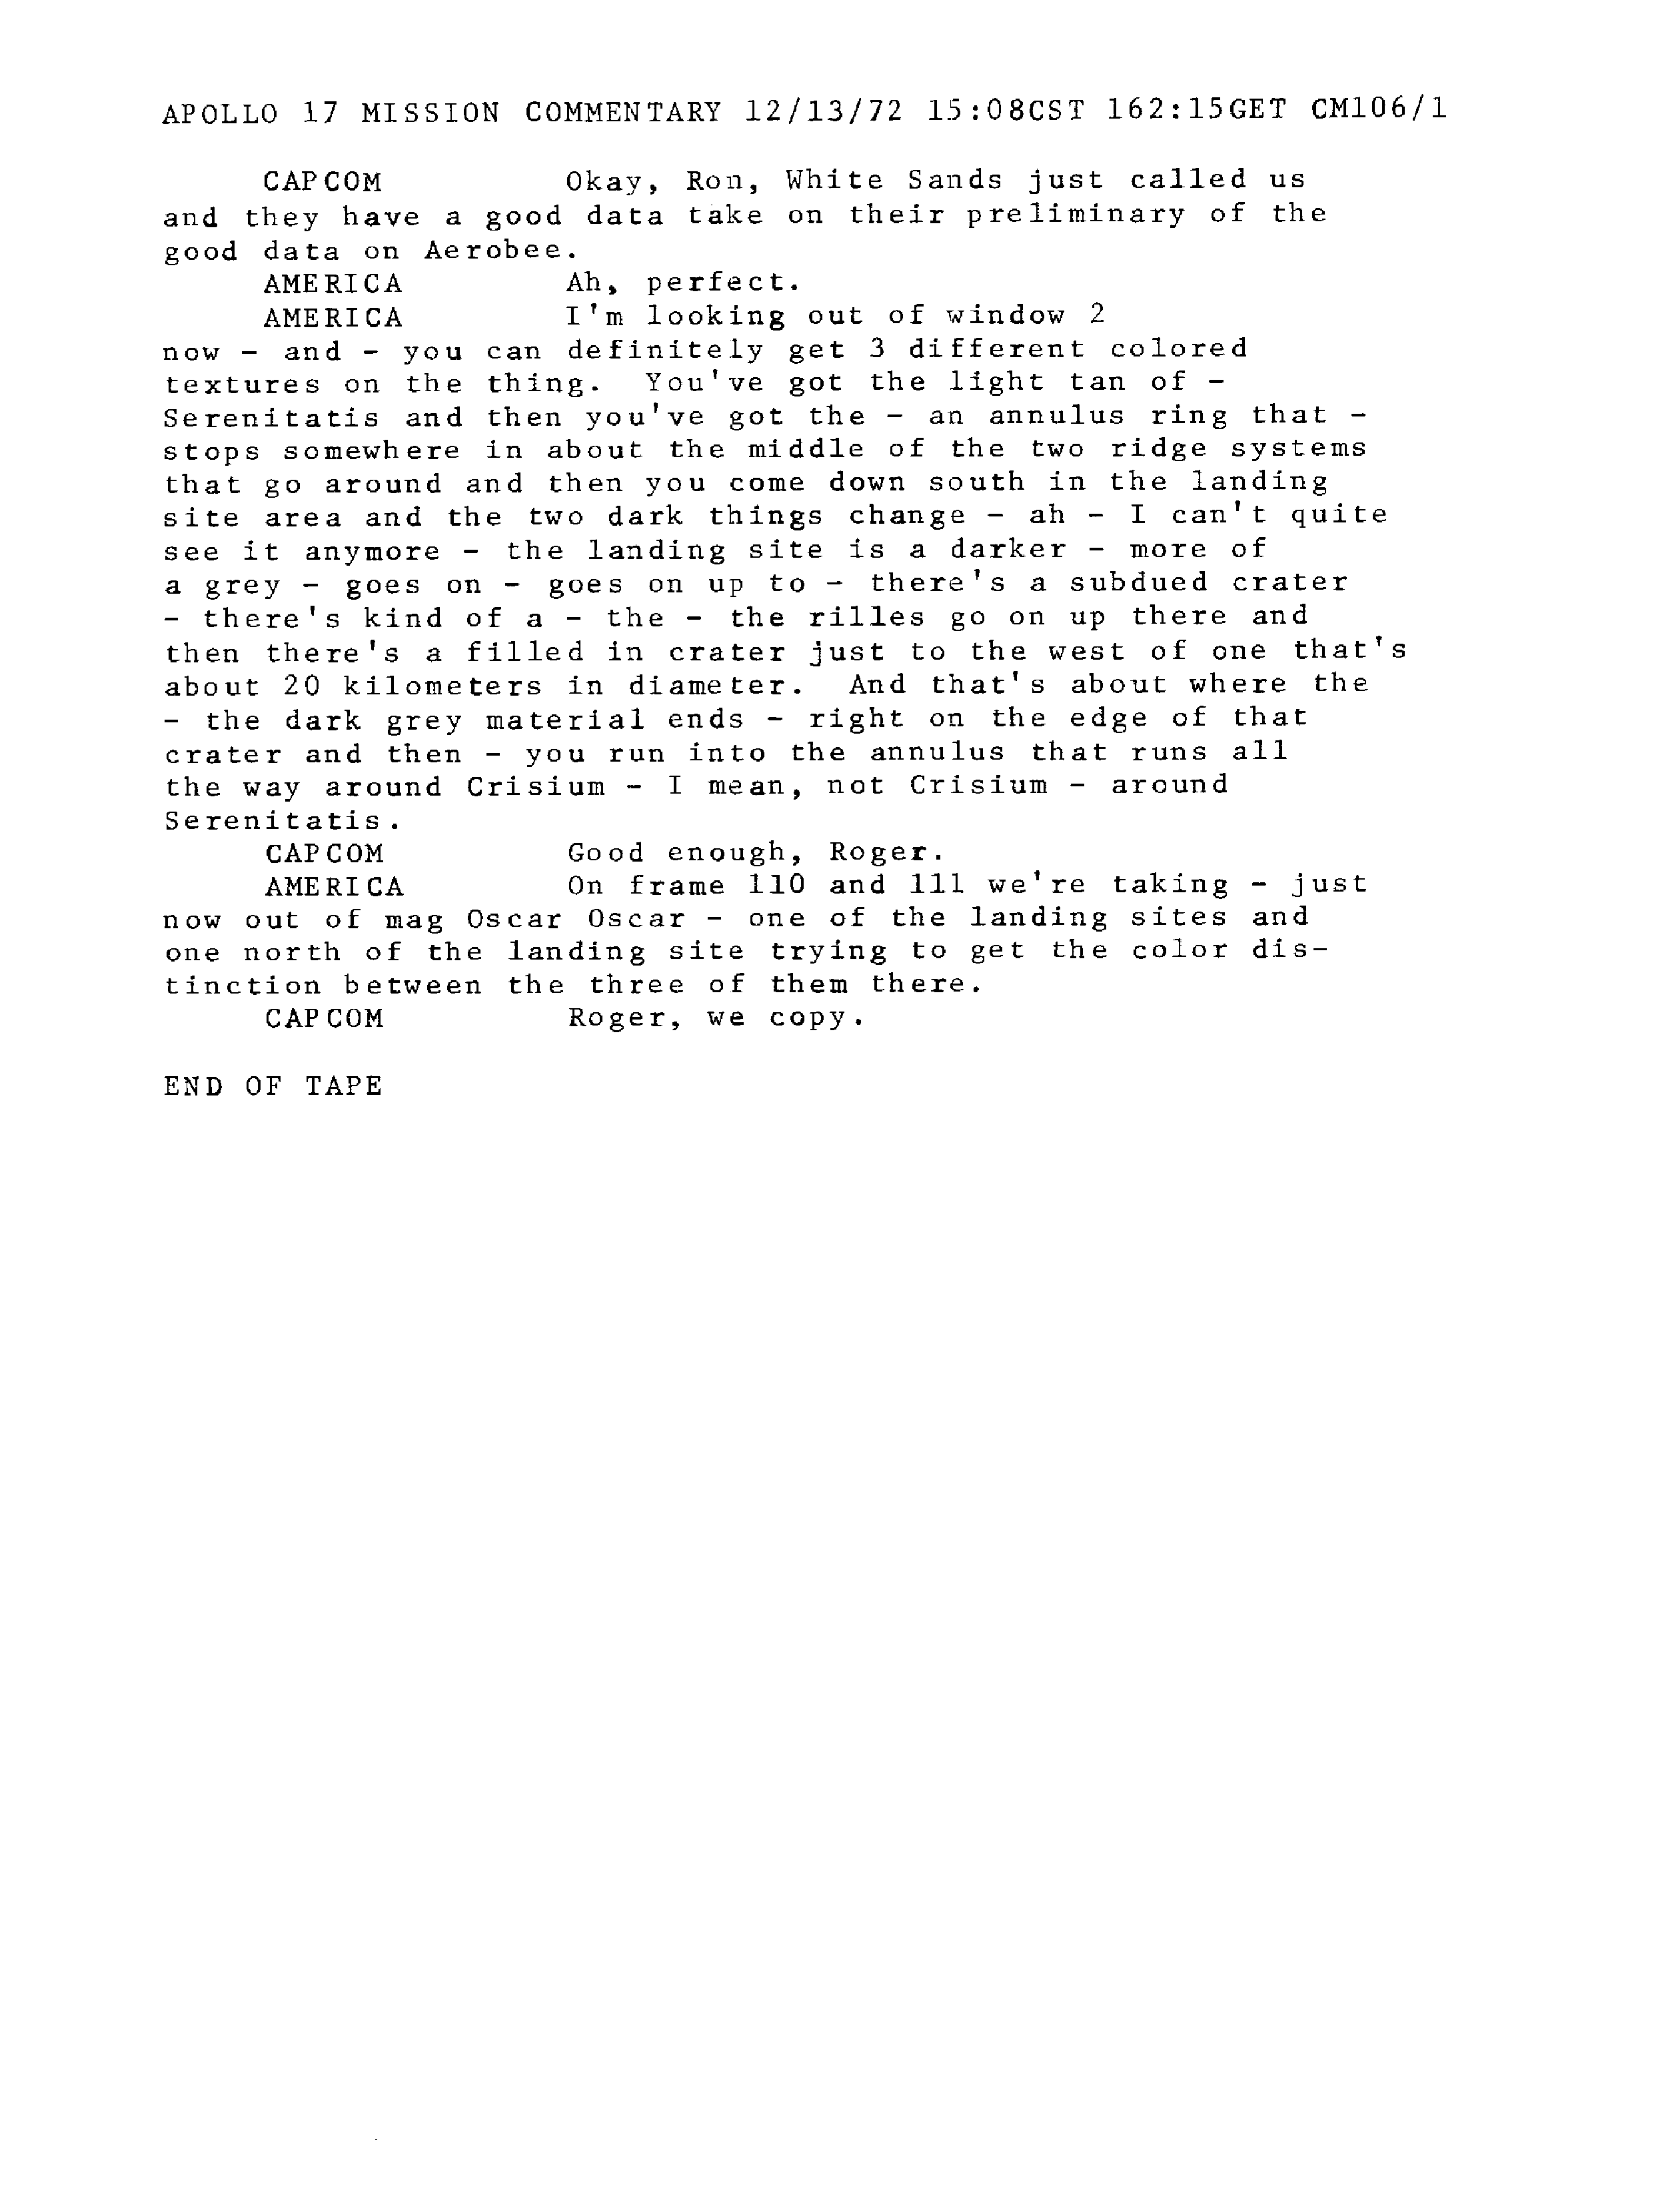 APOLLO 17 MISSION COMMENTARY 12/13/72 15:08CST 162:15GET CM106/1
CAPCOM Okay, Ron, White Sands just called us
and they have a good data take on their preliminary of the
good data on Aerobee.
AMERICA Ah, perfect.
AMERICA I'm looking out of window 2
now - and - you can definitely get 3 different colored
textures on the thing. You've got the light tan of -
Serenitatis and then you've got the - an annulus ring that -
stops somewhere in about the middle of the two ridge systems
that go around and then you come down south in the landing
site area and the two dark things change - ah - I can't quite
see it anymore - the landing site is a darker - more of
a grey - goes on - goes on up to - there's a subdued crater
- there's kind of a - the - the rilles go on up there and
then there's a filled in crater just to the west of one that's
about 20 kilometers in diameter. And that's about where the
- the dark grey material ends - right on the edge of that
crater and then - you run into the annulus that runs all
the way around Crisium - I mean, not Crisium - around
Serenitatis.
CAPCOM Good enough, Roger.
AMERICA On frame 110 and 111 we're taking - just
now out of mag Oscar Oscar - one of the landing sites and
one north of the landing site trying to get the color dis-
tinction between the three of them there.
CAPCOM Roger, we copy.
END OF TAPE